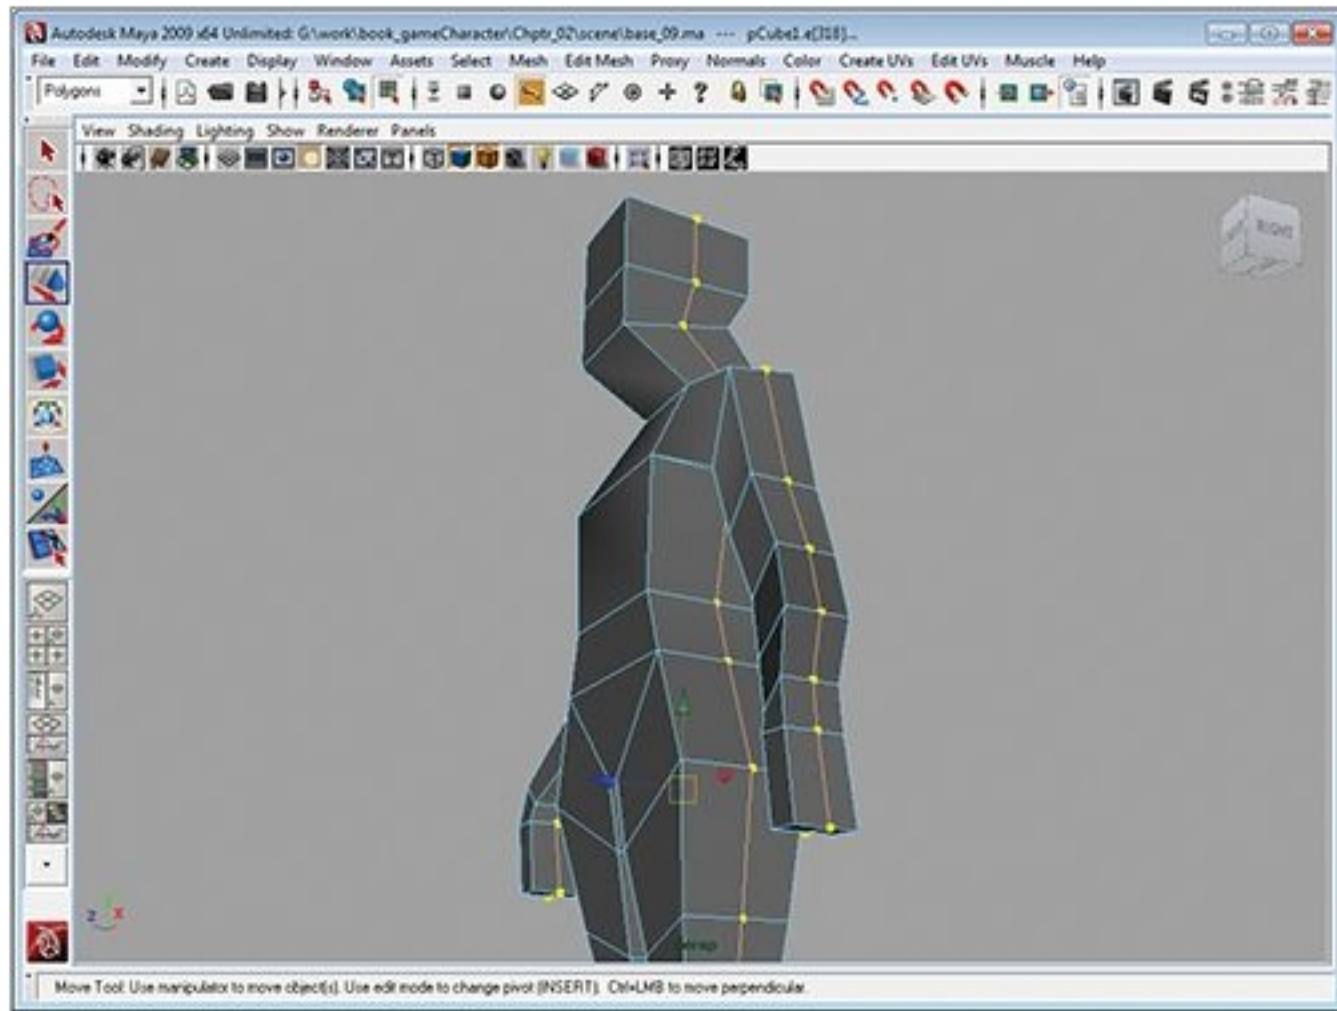 Autodesk Maya 2009 x64 Unlimited: G:\work\book_gameCharacter\Chptr_02\scene\base_09.ma --- pCube1.e[318]...
File Edit Modify Create Display Window Assets Select Mesh Edit Mesh Proxy Normals Color Create UVs Edit UVs Muscle Help
Polygons
View Shading Lighting Show Renderer Panels
RIGHT
z x
persp
Move Tool: Use manipulator to move object(s). Use edit mode to change pivot (INSERT). Ctrl+LMB to move perpendicular.